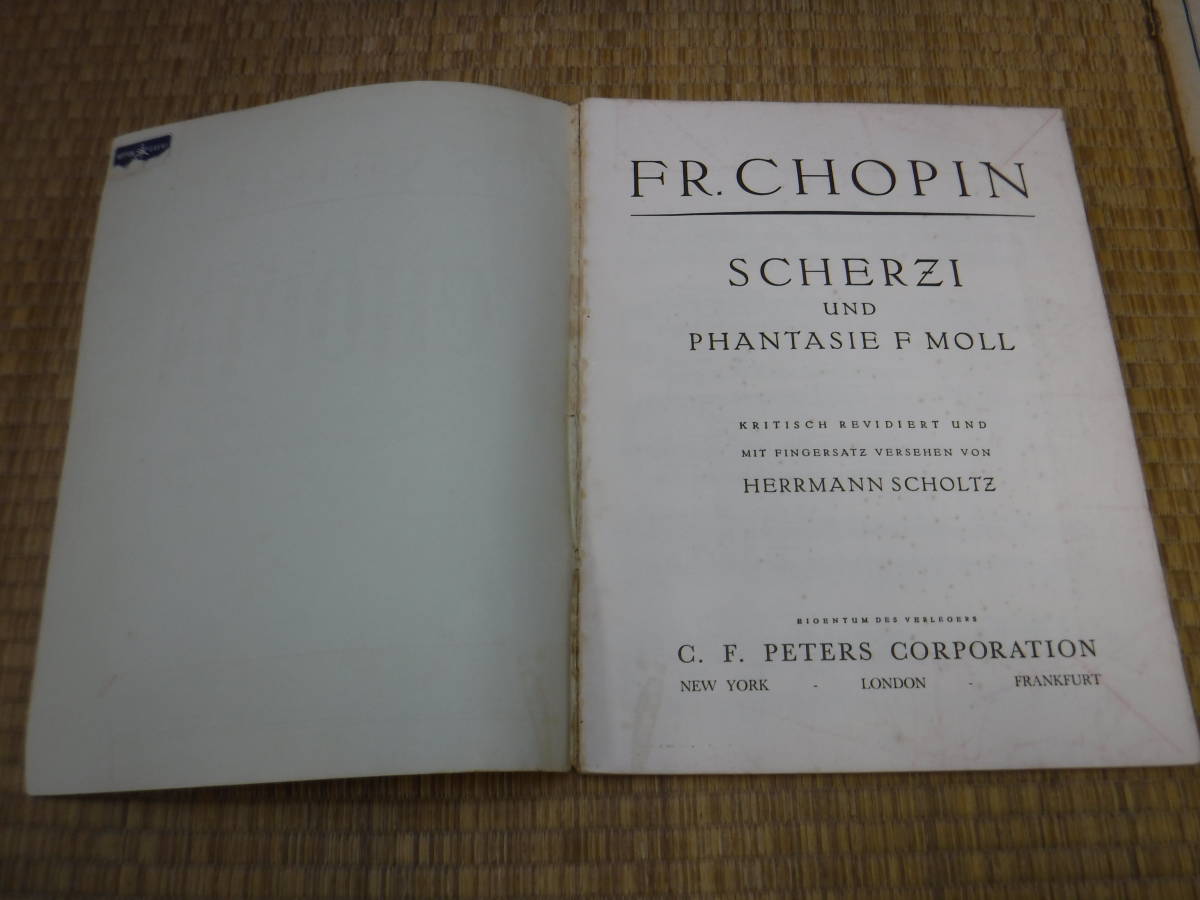 FR. CHOPIN
SCHERZI
UND
PHANTASIE F MOLL
KRITISCH REVIDIERT UND
MIT FINGERSATZ VERSEHEN VON
HERRMANN SCHOLTZ
EIGENTUM DES VERLEGERS
C. F. PETERS CORPORATION
NEW YORK - LONDON - FRANKFURT